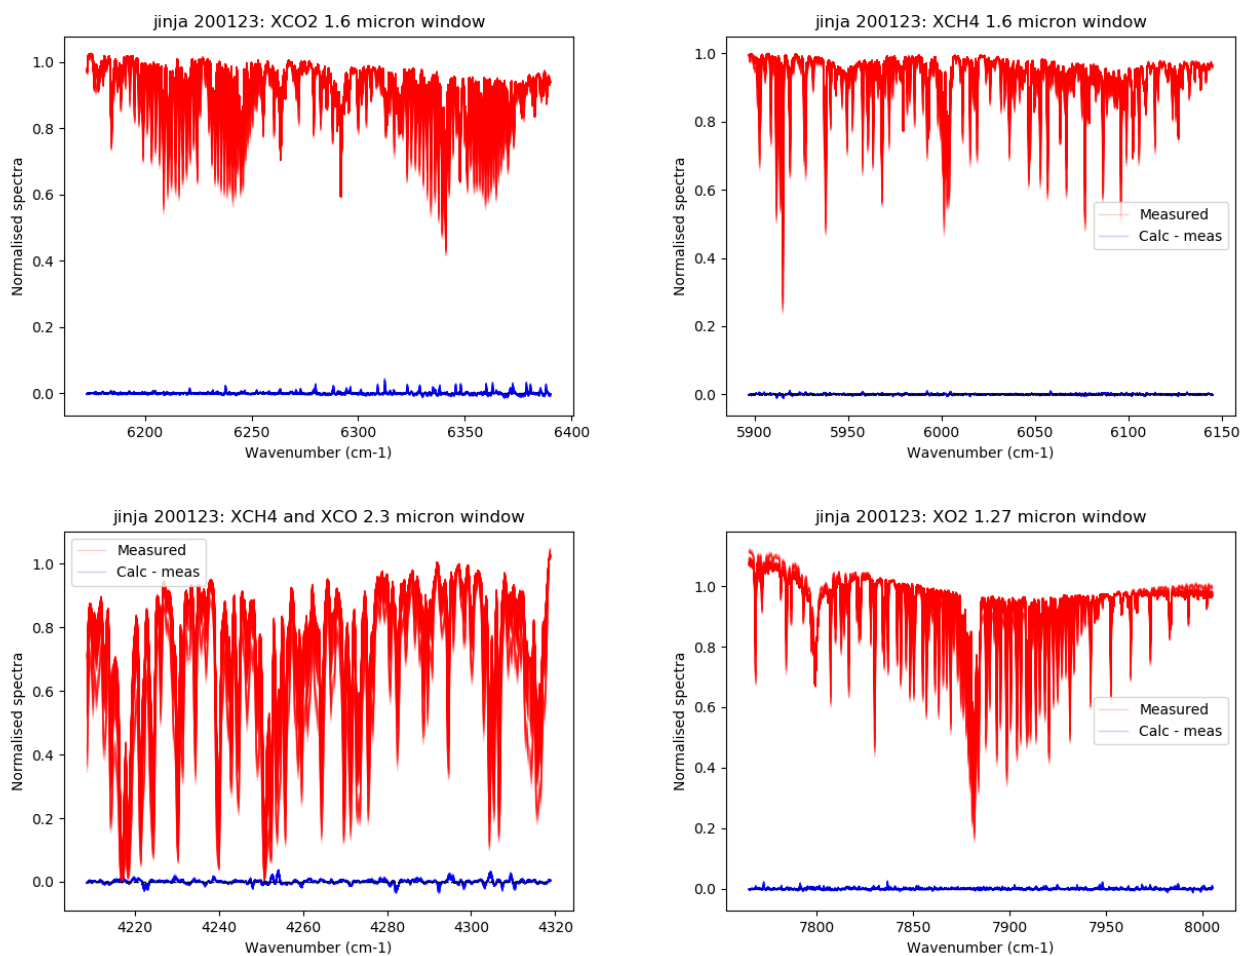 jinja 200123: XCO2 1.6 micron window
Normalised spectra
1.0
0.8
0.6
0.4
0.2
0.0
6200
6250
6300
6350
6400
Wavenumber (cm-1)
jinja 200123: XCH4 1.6 micron window
Normalised spectra
1.0
0.8
0.6
0.4
0.2
0.0
Measured
Calc - meas
5900
5950
6000
6050
6100
6150
Wavenumber (cm-1)
jinja 200123: XCH4 and XCO 2.3 micron window
Normalised spectra
1.0
0.8
0.6
0.4
0.2
0.0
Measured
Calc - meas
4220
4240
4260
4280
4300
4320
Wavenumber (cm-1)
jinja 200123: XO2 1.27 micron window
Normalised spectra
1.0
0.8
0.6
0.4
0.2
0.0
Measured
Calc - meas
7800
7850
7900
7950
8000
Wavenumber (cm-1)